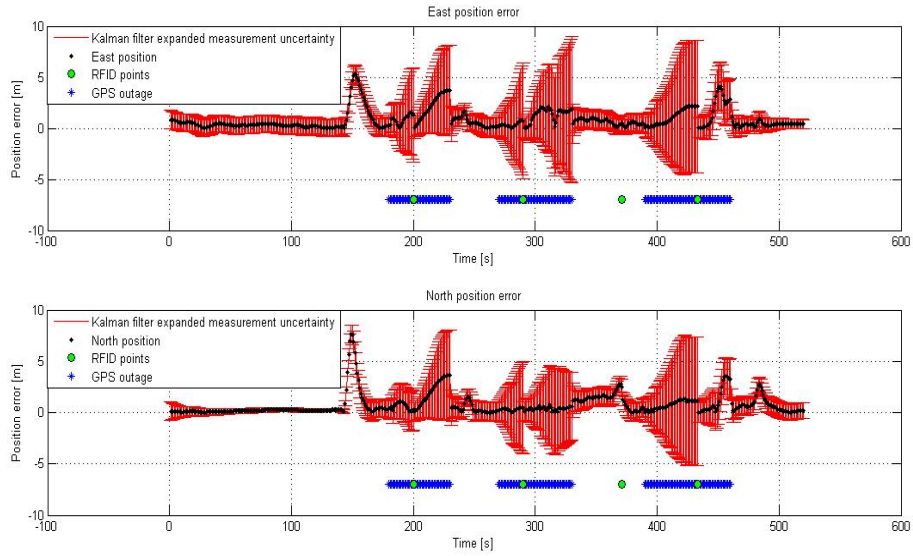 East position error
Kalman filter expanded measurement uncertainty
East position
RFID points
GPS outage
Position error [m]
10
5
0
-5
-10
-100
0
100
200
300
400
500
600
Time [s]
North position error
Kalman filter expanded measurement uncertainty
North position
RFID points
GPS outage
Position error [m]
10
5
0
-5
-10
-100
0
100
200
300
400
500
600
Time [s]